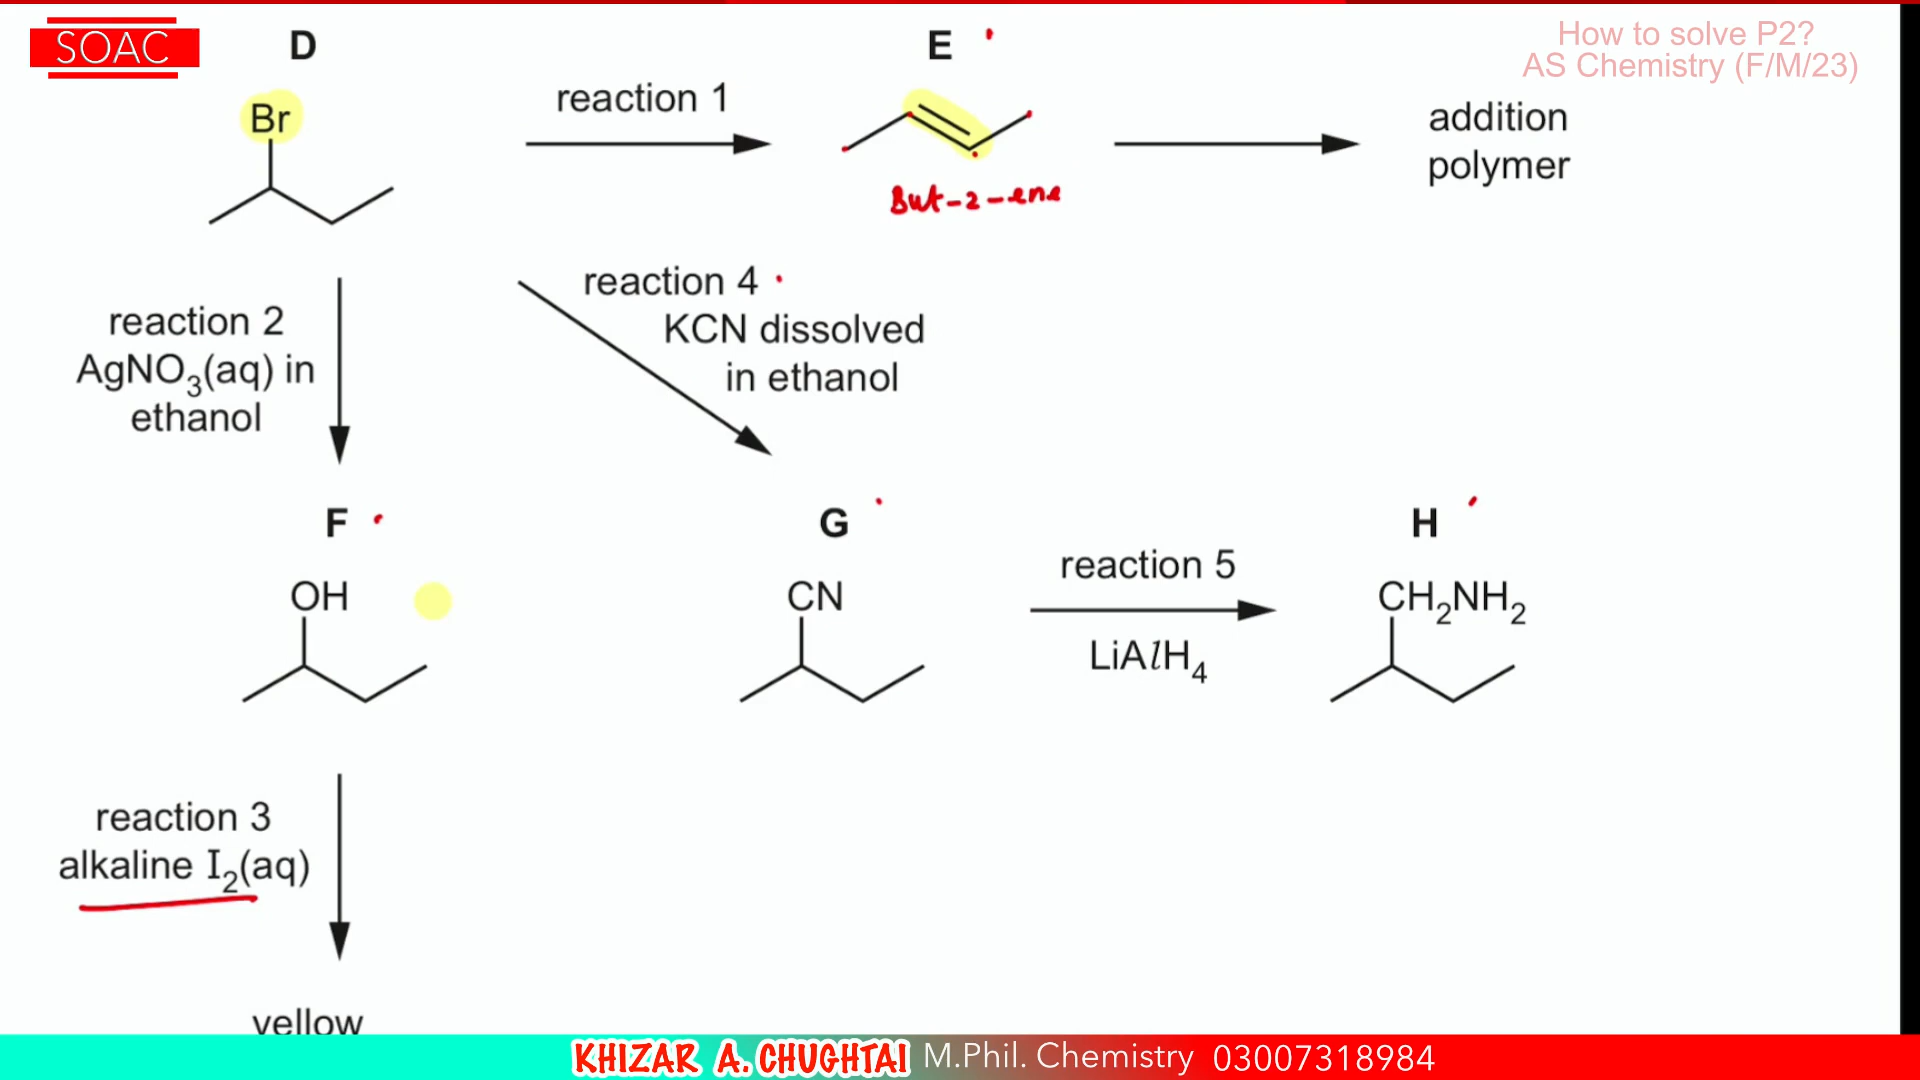 SOAC
How to solve P2?
AS Chemistry (F/M/23)
D
Br
reaction 1
E
But-2-ene
addition
polymer
reaction 2
AgNO₃(aq) in
ethanol
reaction 4
KCN dissolved
in ethanol
F
OH
G
CN
reaction 5
LiAlH₄
H
CH₂NH₂
reaction 3
alkaline I₂(aq)
yellow
KHIZAR A. CHUGHTAI M.Phil. Chemistry 03007318984